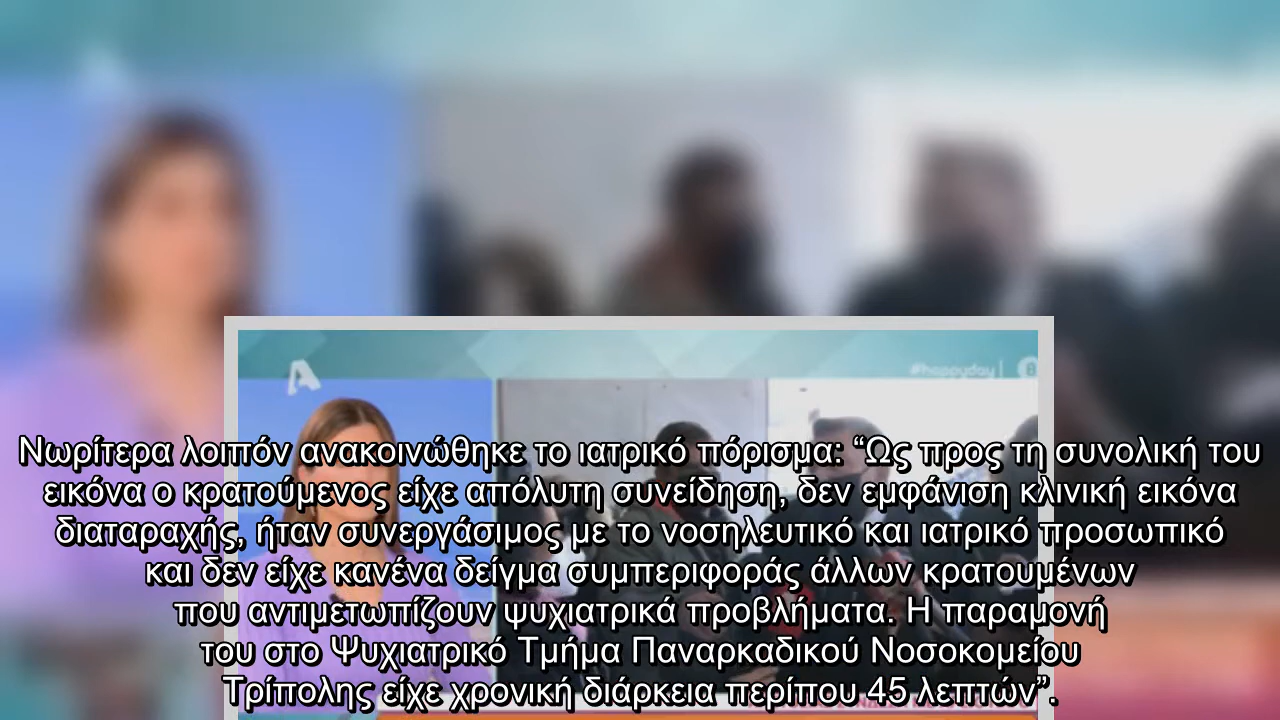 #happyday
Νωρίτερα λοιπόν ανακοινώθηκε το ιατρικό πόρισμα: “Ως προς τη συνολική του
εικόνα ο κρατούμενος είχε απόλυτη συνείδηση, δεν εμφάνιση κλινική εικόνα
διαταραχής, ήταν συνεργάσιμος με το νοσηλευτικό και ιατρικό προσωπικό
και δεν είχε κανένα δείγμα συμπεριφοράς άλλων κρατουμένων
που αντιμετωπίζουν ψυχιατρικά προβλήματα. Η παραμονή
του στο Ψυχιατρικό Τμήμα Παναρκαδικού Νοσοκομείου
Τρίπολης είχε χρονική διάρκεια περίπου 45 λεπτών”.